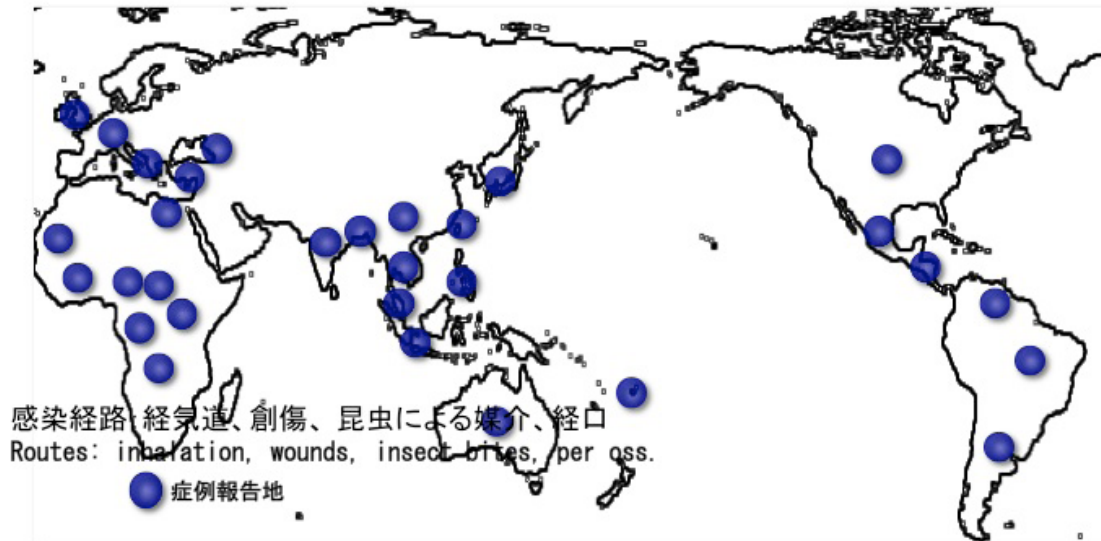 感染経路:経気道、創傷、昆虫による媒介、経口
Routes: inhalation, wounds, insect bites, per oss.
症例報告地